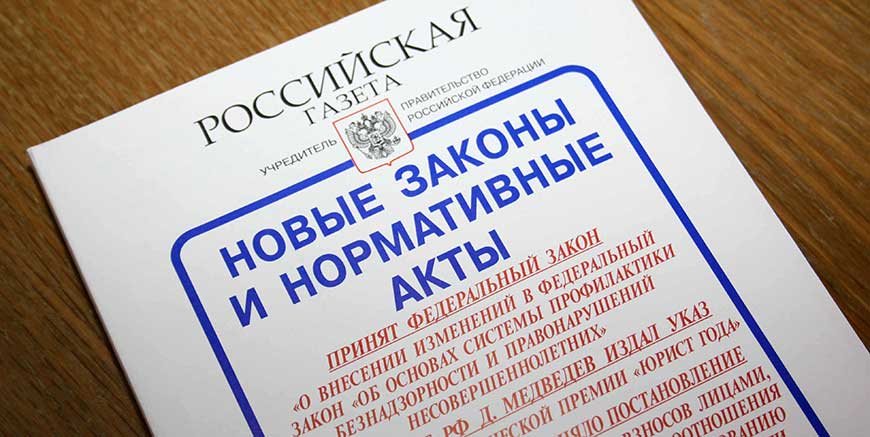 РОССИЙСКАЯ
ГАЗЕТА
УЧРЕДИТЕЛЬ
ПРАВИТЕЛЬСТВО
РОССИЙСКОЙ ФЕДЕРАЦИИ
НОВЫЕ ЗАКОНЫ
И НОРМАТИВНЫЕ
АКТЫ
ПРИНЯТ ФЕДЕРАЛЬНЫЙ ЗАКОН
«О ВНЕСЕНИИ ИЗМЕНЕНИЙ В ФЕДЕРАЛЬНЫЙ
ЗАКОН «ОБ ОСНОВАХ СИСТЕМЫ ПРОФИЛАКТИКИ
БЕЗНАДЗОРНОСТИ И ПРАВОНАРУШЕНИЙ
НЕСОВЕРШЕННОЛЕТНИХ»
РФ Д. МЕДВЕДЕВ ИЗДАЛ УКАЗ
ПРЕМИИ «ЮРИСТ ГОДА»
ПОСТАНОВЛЕНИЕ
ВЗНОСОВ ЛИЦАМИ,